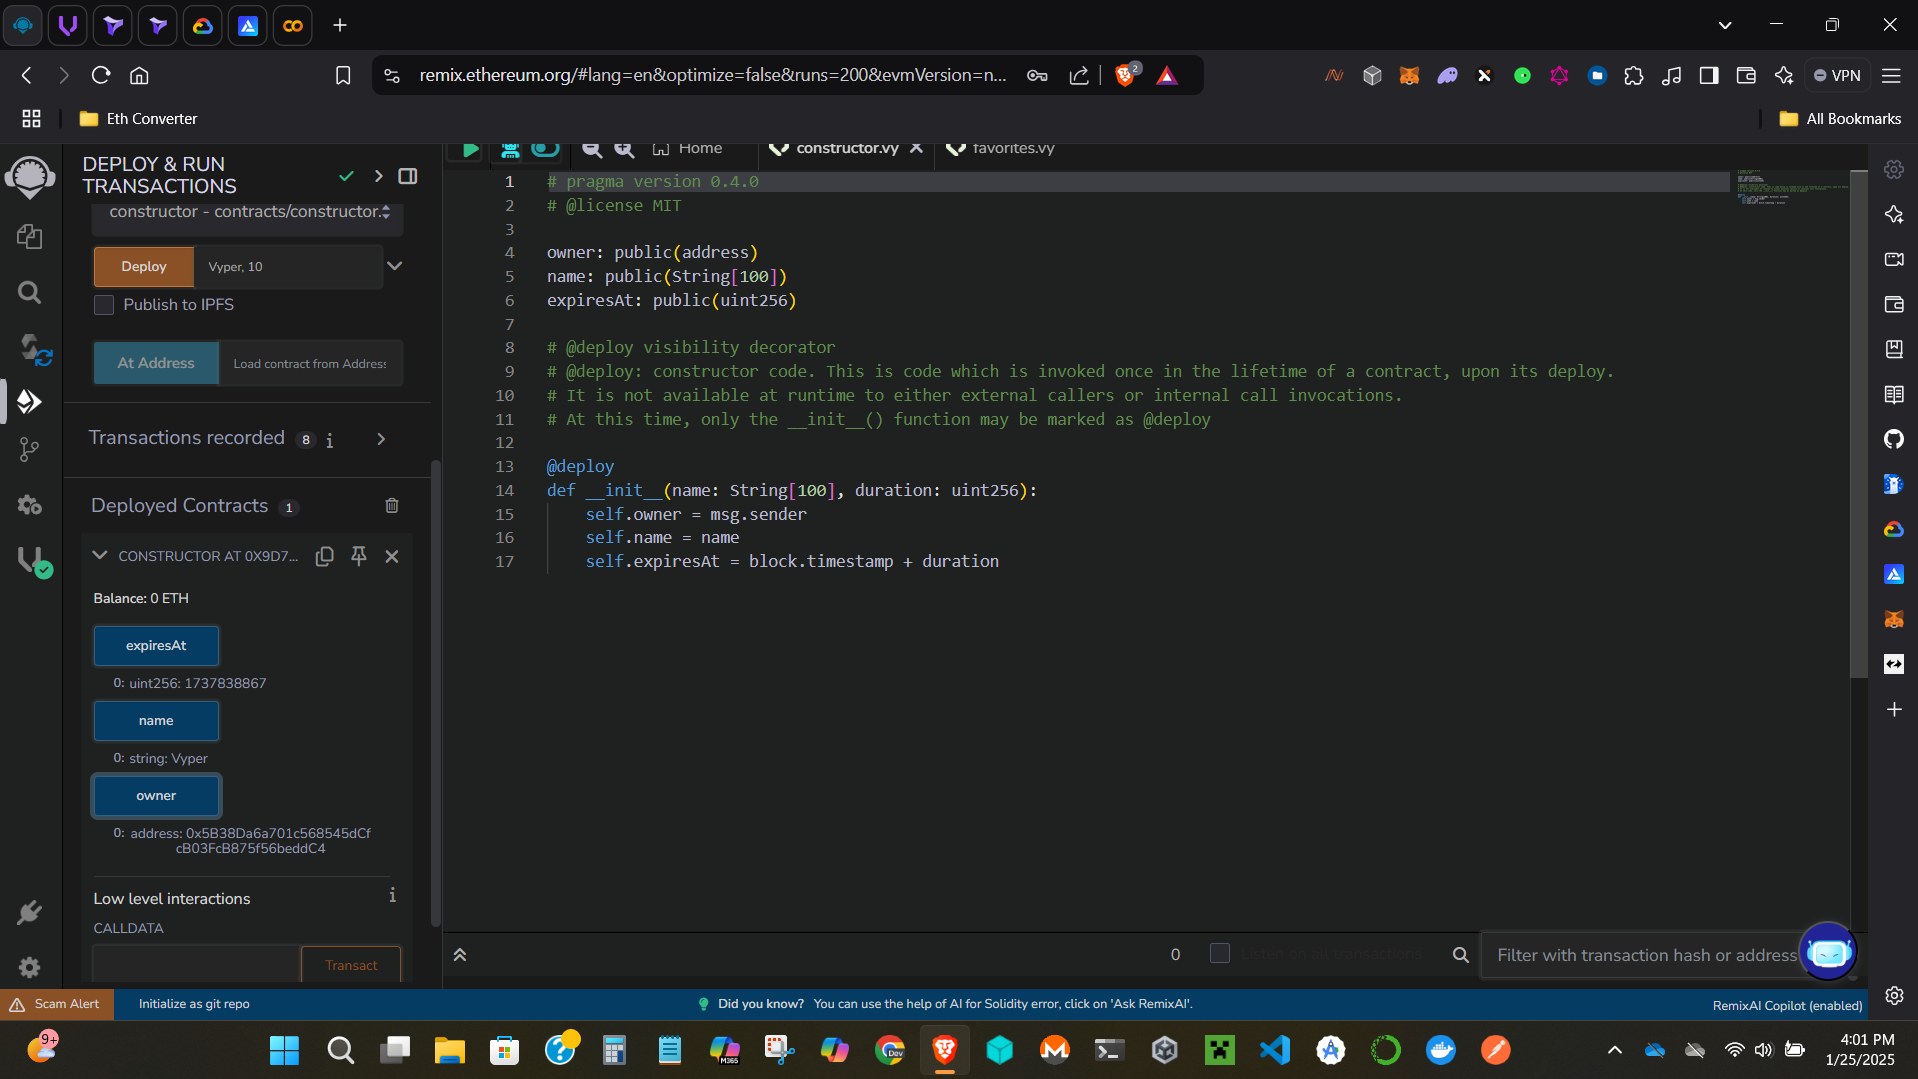 remix.ethereum.org/#lang=en&optimize=false&runs=200&evmVersion=n...
2
VPN
Eth Converter
All Bookmarks
DEPLOY & RUN
TRANSACTIONS
constructor - contracts/constructor.
Deploy
Vyper, 10
Publish to IPFS
At Address
Load contract from Address
Transactions recorded 8 i
Deployed Contracts 1
CONSTRUCTOR AT 0X9D7...
Balance: 0 ETH
expiresAt
0: uint256: 1737838867
name
0: string: Vyper
owner
0: address: 0x5B38Da6a701c568545dCf
cB03FcB875f56beddC4
Low level interactions i
CALLDATA
Transact
Home
constructor.vy
favorites.vy
1 # pragma version 0.4.0
2 # @license MIT
3
4 owner: public(address)
5 name: public(String[100])
6 expiresAt: public(uint256)
7
8 # @deploy visibility decorator
9 # @deploy: constructor code. This is code which is invoked once in the lifetime of a contract, upon its deploy.
10 # It is not available at runtime to either external callers or internal call invocations.
11 # At this time, only the __init__() function may be marked as @deploy
12
13 @deploy
14 def __init__(name: String[100], duration: uint256):
15 self.owner = msg.sender
16 self.name = name
17 self.expiresAt = block.timestamp + duration
0
Listen on all transactions
Filter with transaction hash or address
Scam Alert
Initialize as git repo
Did you know? You can use the help of AI for Solidity error, click on 'Ask RemixAI'.
RemixAI Copilot (enabled)
9+
M365
Dev
4:01 PM
1/25/2025